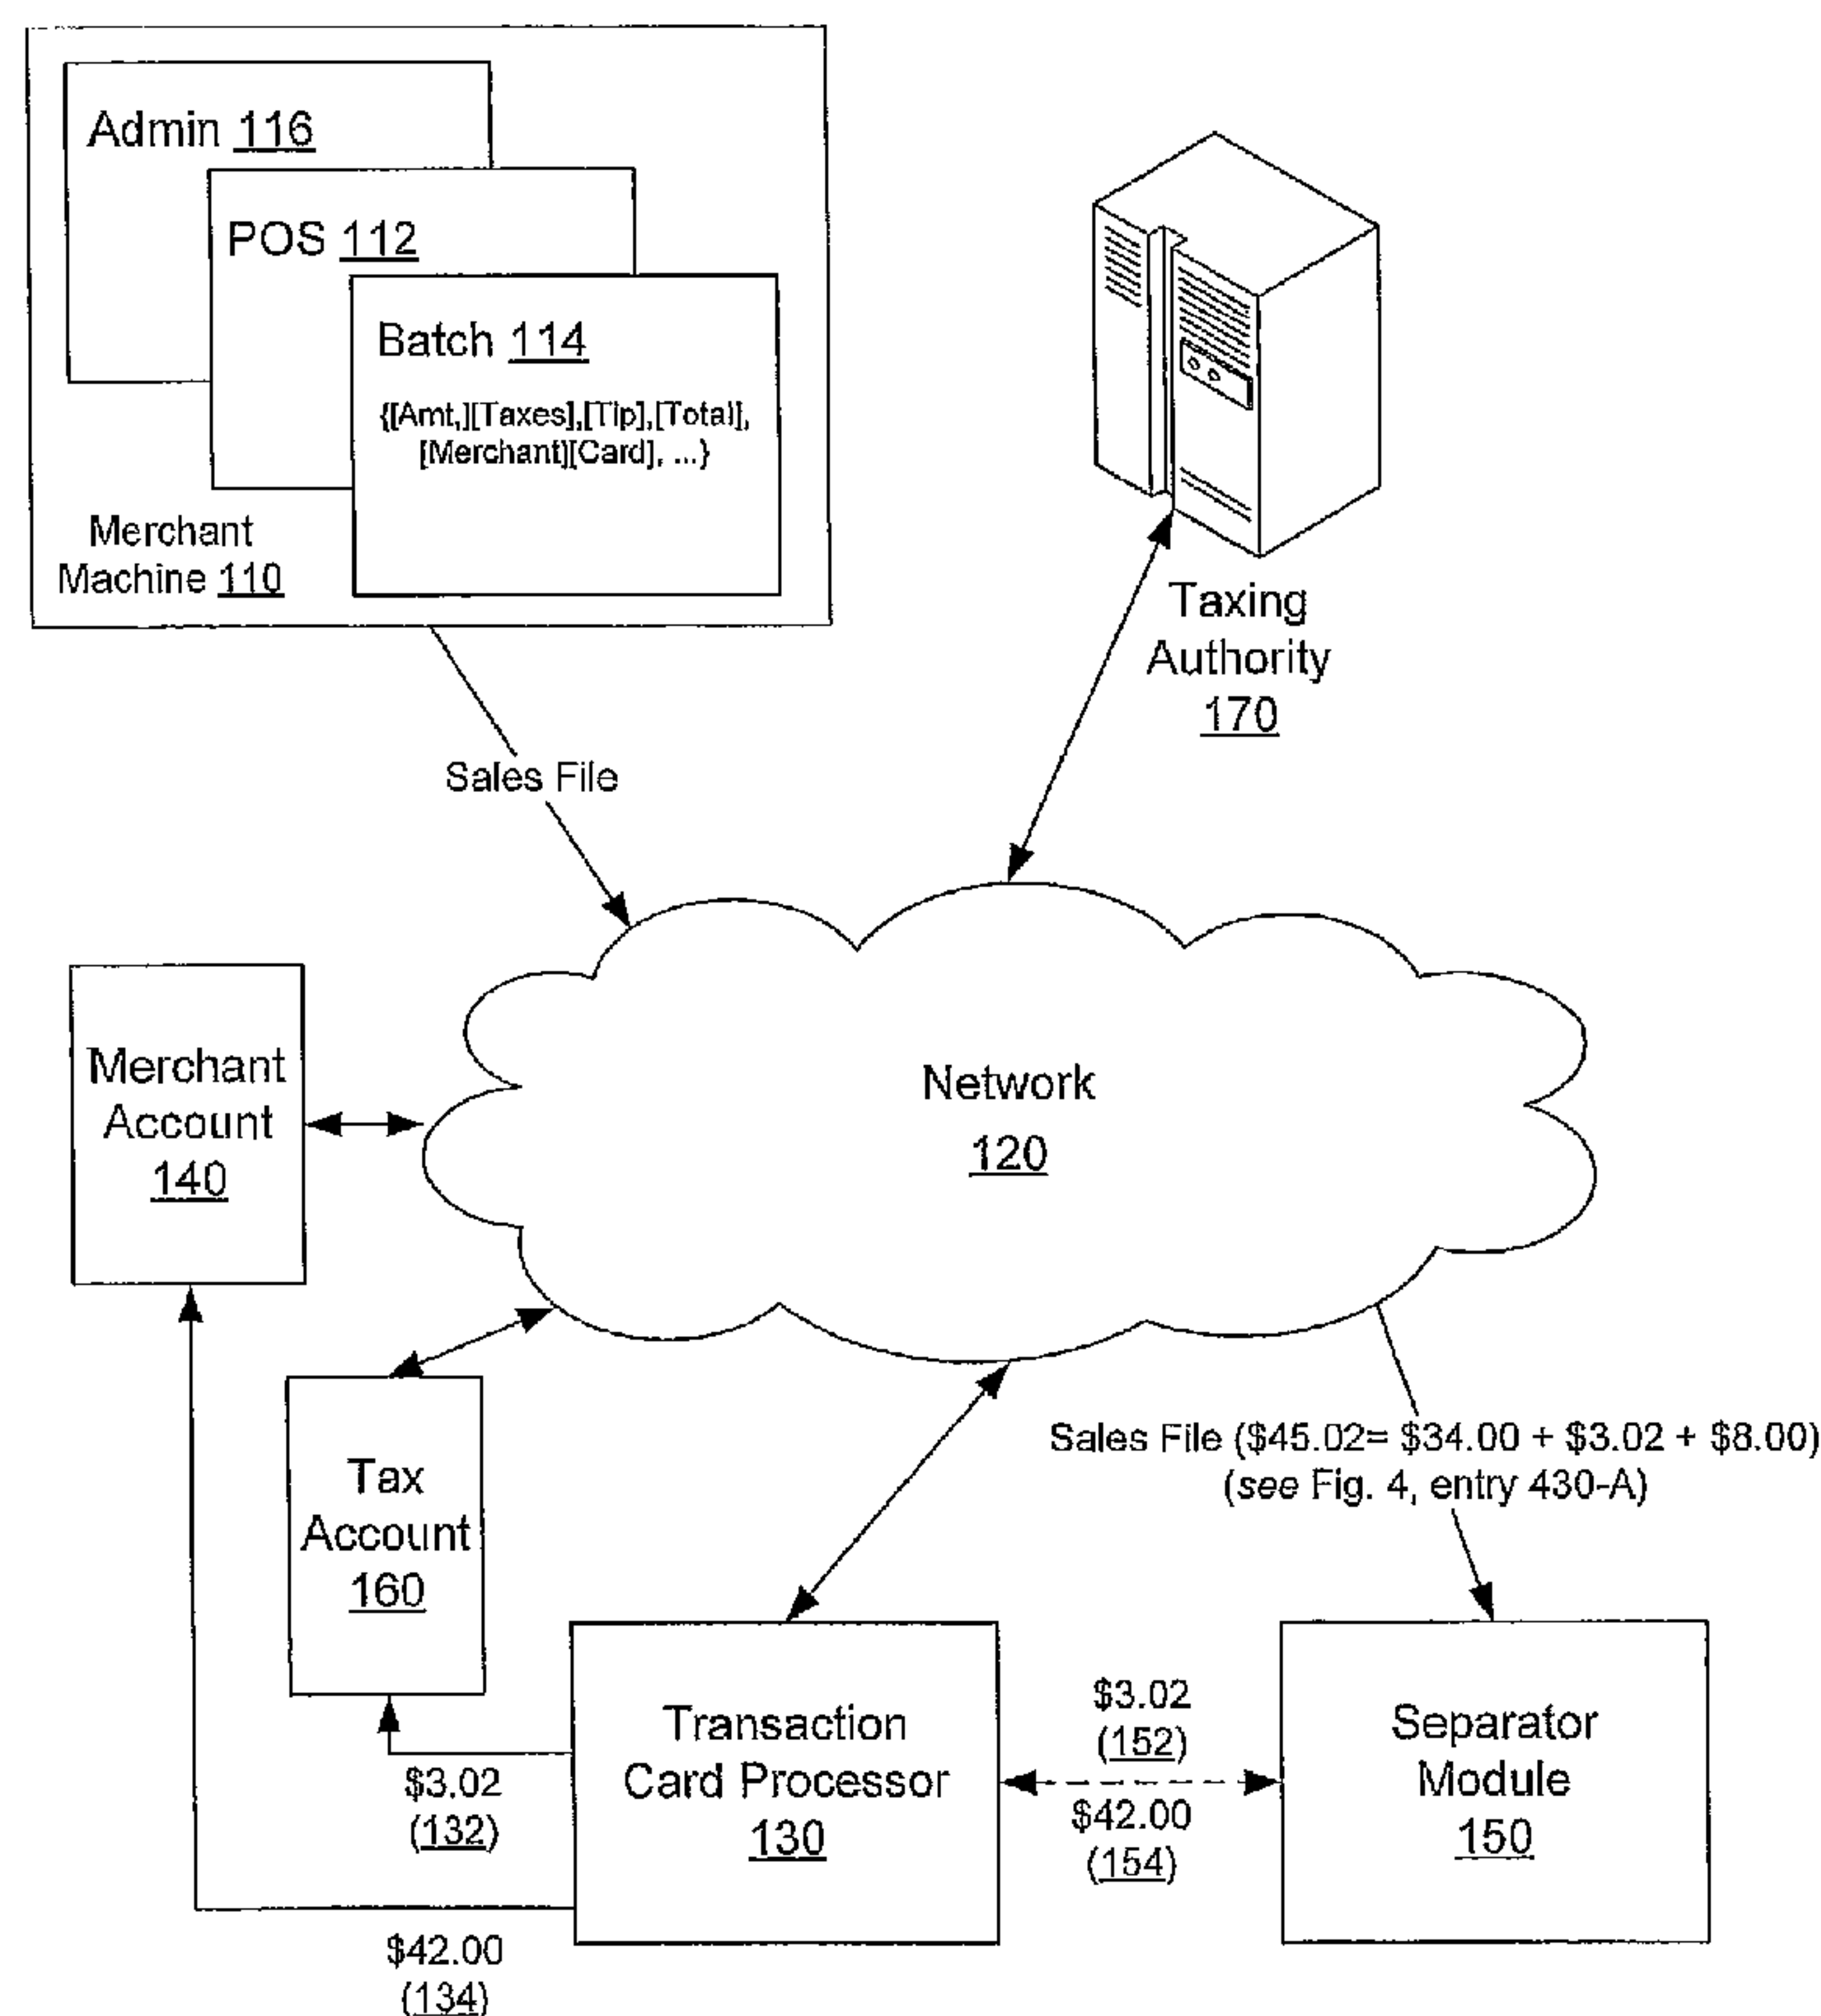 Admin 116
POS 112
Batch 114
{[Amt,][Taxes],[Tip],[Total],
[Merchant][Card], ...}
Merchant
Machine 110
Taxing
Authority
170
Sales File
Merchant
Account
140
Network
120
Sales File ($45.02= $34.00 + $3.02 + $8.00)
(see Fig. 4, entry 430-A)
Tax
Account
160
Transaction
Card Processor
130
$3.02
(152)
$42.00
(154)
Separator
Module
150
$3.02
(132)
$42.00
(134)